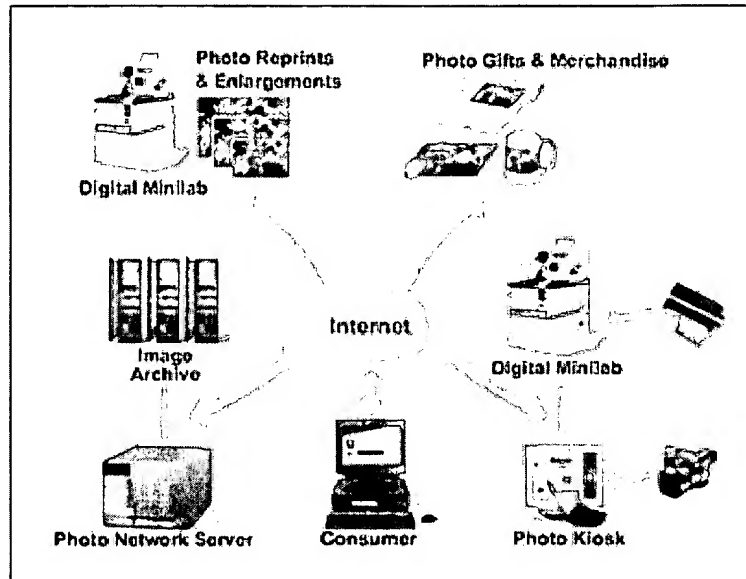 Photo Reprints
& Enlargements
Photo Gifts & Merchandise
Digital Minilab
Internet
Image
Archive
Digital Minilab
Photo Network Server
Consumer
Photo Kiosk